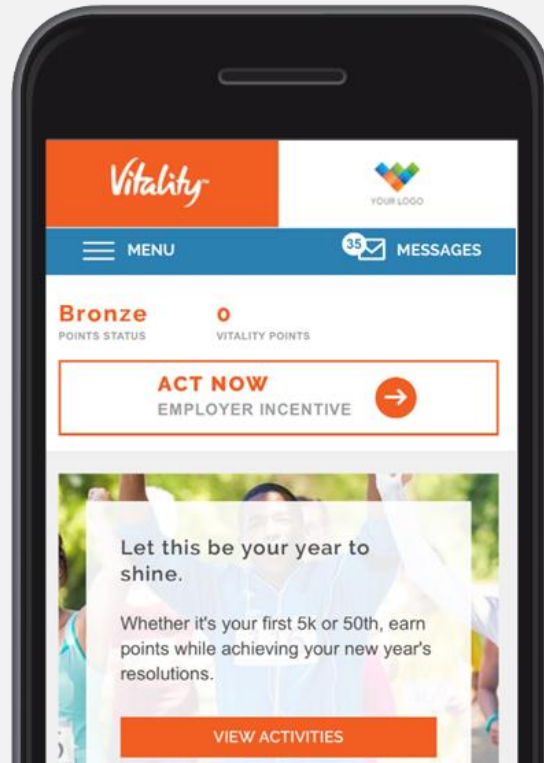 Vitality™
YOUR LOGO
MENU
35
MESSAGES
Bronze
0
POINTS STATUS
VITALITY POINTS
ACT NOW
EMPLOYER INCENTIVE
Let this be your year to
shine.
Whether it's your first 5k or 50th, earn
points while achieving your new year's
resolutions.
VIEW ACTIVITIES